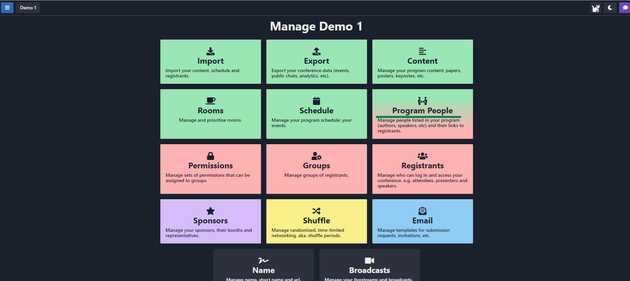 Demo 1
Manage Demo 1
Import
Import your content, schedule and
registrants.
Export
Export your conference data (events,
public chats, analytics, etc).
Content
Manage your program content: papers,
posters, keynotes, etc.
Rooms
Manage and prioritise rooms.
Schedule
Manage your program schedule: your
events.
Program People
Manage people listed in your program
(authors, speakers, etc) and their links to
registrants.
Permissions
Manage sets of permissions that can be
assigned to groups
Groups
Manage groups of registrants.
Registrants
Manage who can log in and access your
conference, e.g. attendees, presenters and
speakers.
Sponsors
Manage your sponsors, their booths and
representatives.
Shuffle
Manage randomised, time-limited
networking, aka. shuffle periods.
Email
Manage templates for submission
requests, invitations, etc.
Name
Manage name, short name and url.
Broadcasts
Manage your livestreams and broadcasts.